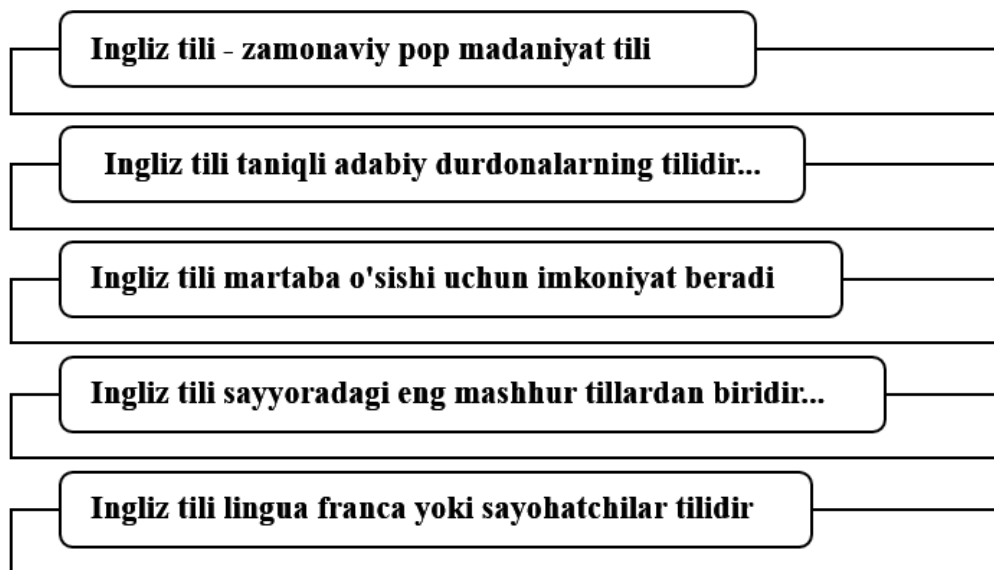 Ingliz tili - zamonaviy pop madaniyat tili
Ingliz tili taniqli adabiy durdonalarning tilidir...
Ingliz tili martaba o'sishi uchun imkoniyat beradi
Ingliz tili sayyoradagi eng mashhur tillardan biridir...
Ingliz tili lingua franca yoki sayohatchilar tilidir